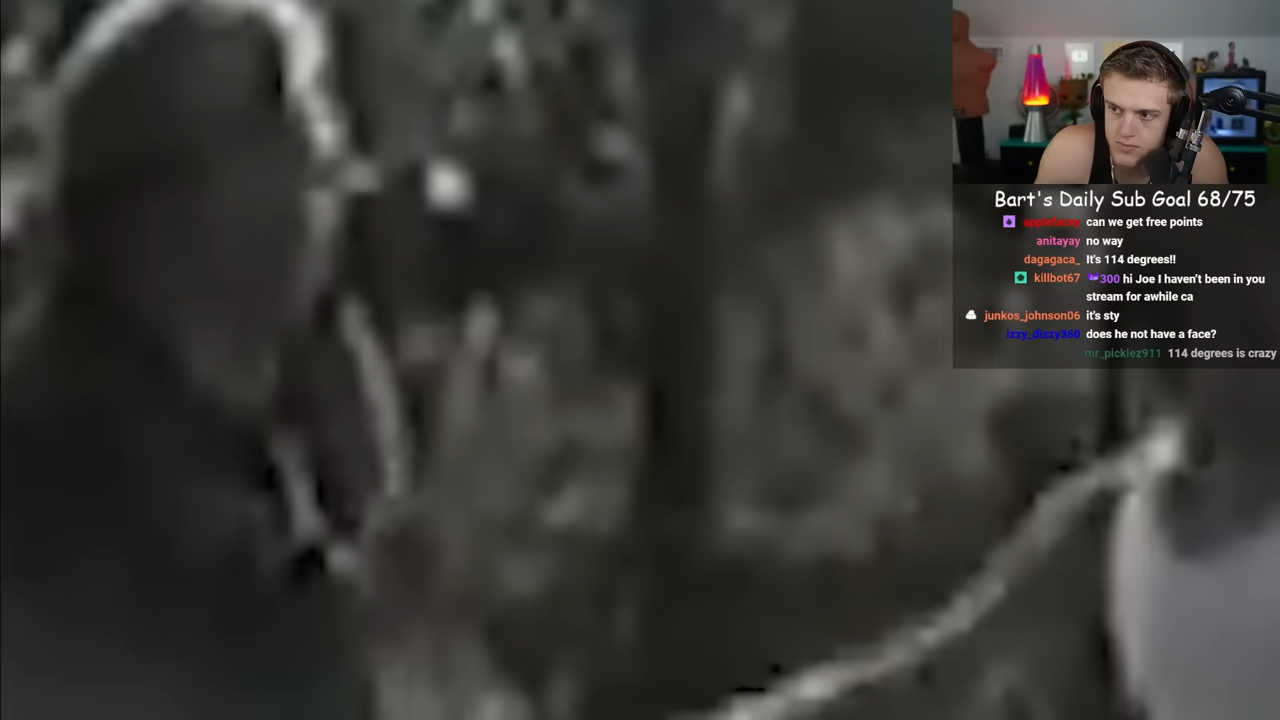 Bart's Daily Sub Goal 68/75
can we get free points
anitayay no way
dagagaca_ It's 114 degrees!!
killbot67 300 hi Joe I haven't been in you
stream for awhile ca
junkos_johnson06 it's sty
izzy_dizzy360 does he not have a face?
mr_picklez911 114 degrees is crazy